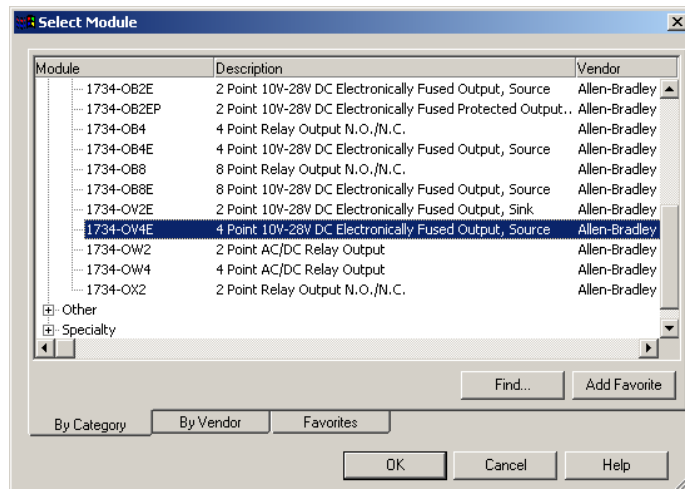 Select Module
Module Description Vendor
1734-OB2E 2 Point 10V-28V DC Electronically Fused Output, Source Allen-Bradley
1734-OB2EP 2 Point 10V-28V DC Electronically Fused Protected Output.. Allen-Bradley
1734-OB4 4 Point Relay Output N.O./N.C. Allen-Bradley
1734-OB4E 4 Point 10V-28V DC Electronically Fused Output, Source Allen-Bradley
1734-OB8 8 Point Relay Output N.O./N.C. Allen-Bradley
1734-OB8E 8 Point 10V-28V DC Electronically Fused Output, Source Allen-Bradley
1734-OV2E 2 Point 10V-28V DC Electronically Fused Output, Sink Allen-Bradley
1734-OV4E 4 Point 10V-28V DC Electronically Fused Output, Source Allen-Bradley
1734-OW2 2 Point AC/DC Relay Output Allen-Bradley
1734-OW4 4 Point AC/DC Relay Output Allen-Bradley
1734-OX2 2 Point Relay Output N.O./N.C. Allen-Bradley
Other
Specialty
Find... Add Favorite
By Category By Vendor Favorites
OK Cancel Help